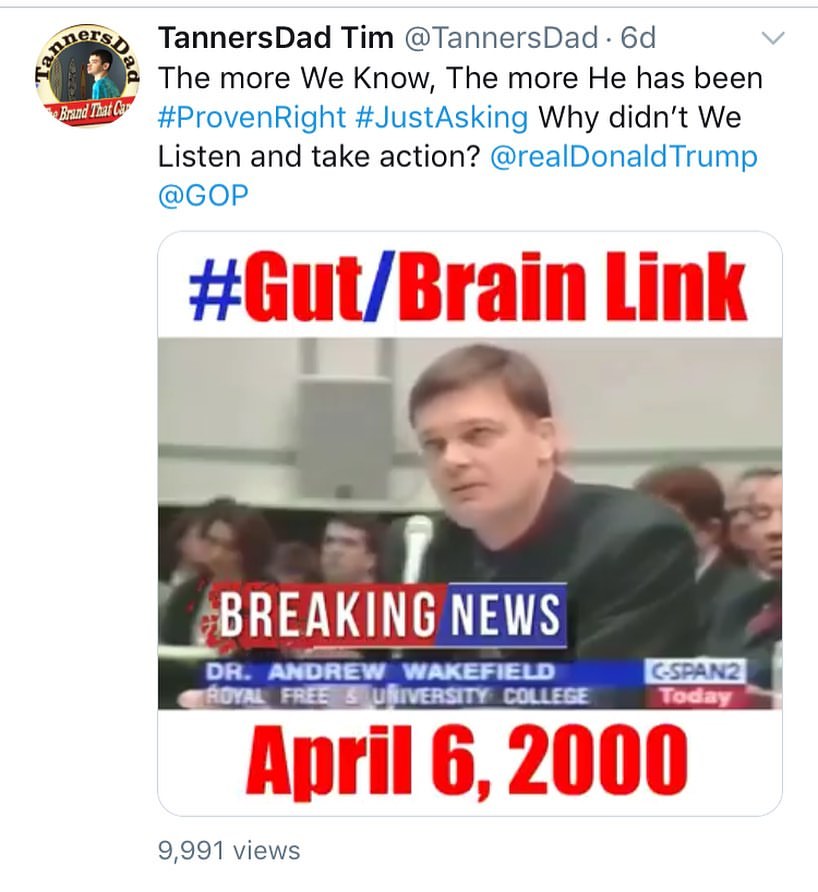 TannersDad Tim @TannersDad · 6d
The more We Know, The more He has been
#ProvenRight #JustAsking Why didn’t We
Listen and take action? @realDonaldTrump
@GOP
TannersDad
Brand That
#Gut/Brain Link
BREAKING NEWS
DR. ANDREW WAKEFIELD
C-SPAN2
ROYAL FREE & UNIVERSITY COLLEGE
Today
April 6, 2000
9,991 views